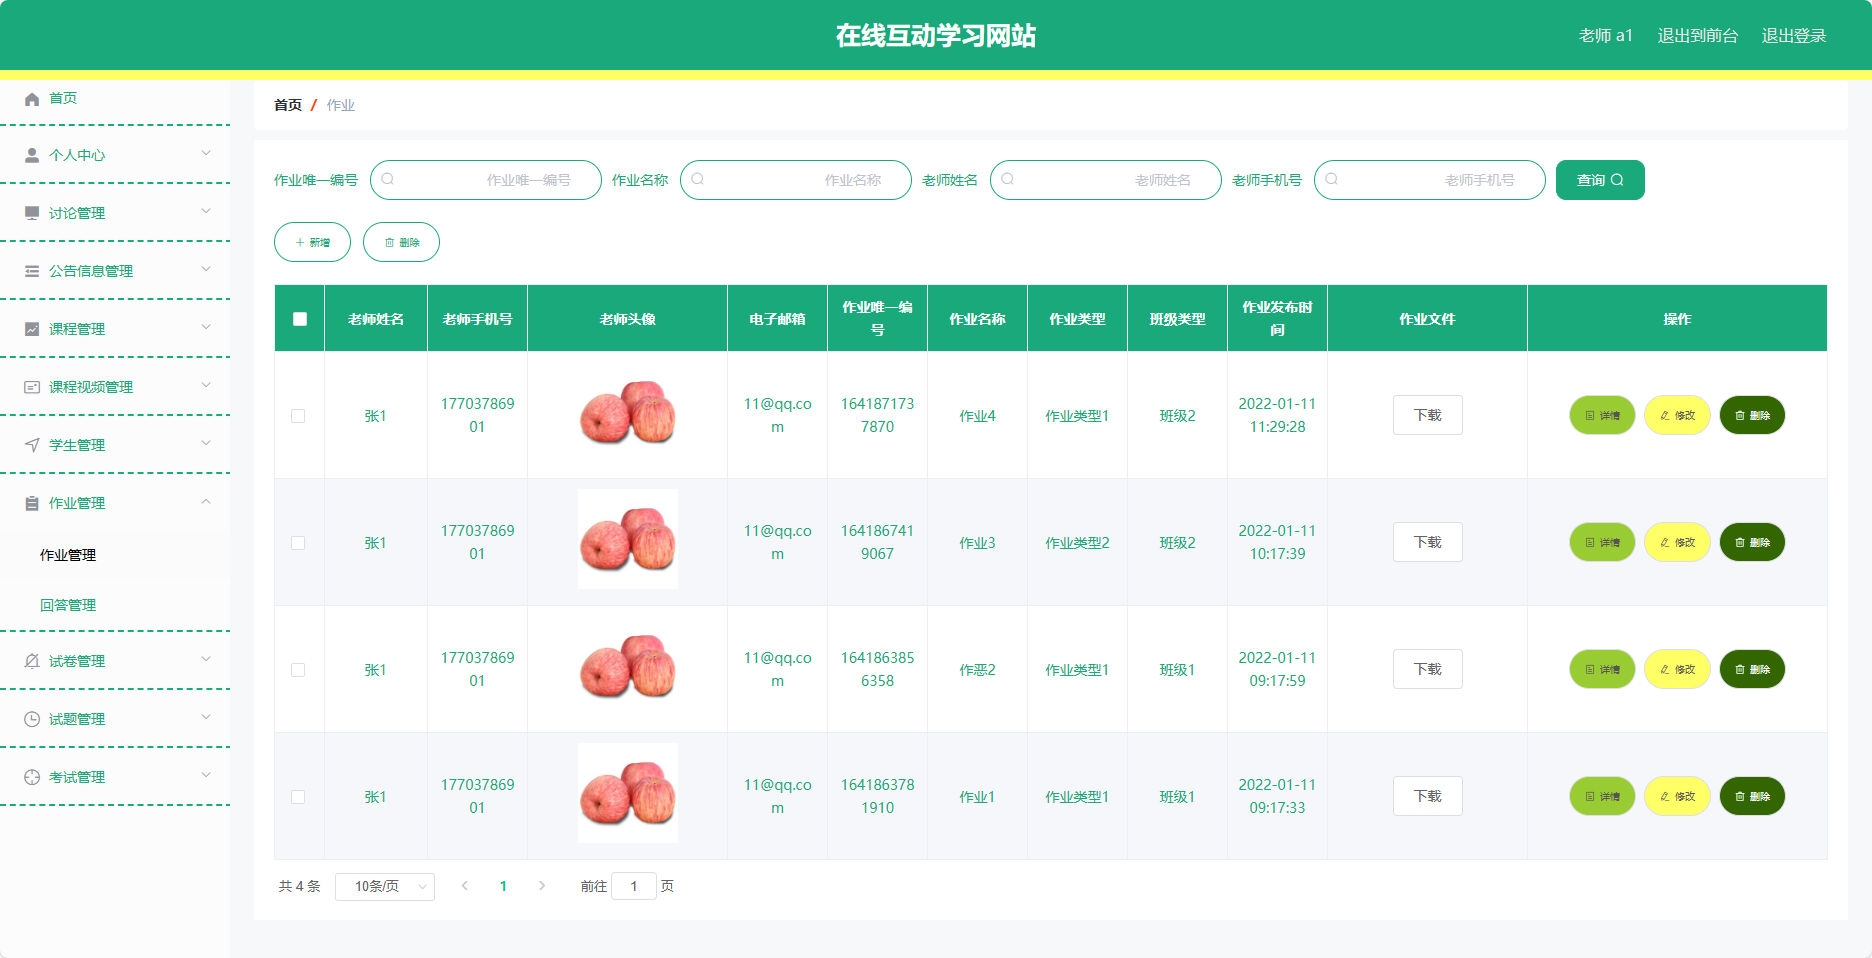 在线互动学习网站
老师 a1 退出到前台 退出登录
首页
个人中心
讨论管理
公告信息管理
课程管理
课程视频管理
学生管理
作业管理
作业管理
回答管理
试卷管理
试题管理
考试管理
首页 / 作业
作业唯一编号 作业唯一编号 作业名称 作业名称 老师姓名 老师姓名 老师手机号 老师手机号 查询
新增 删除
老师姓名 老师手机号 老师头像 电子邮箱 作业唯一编号 作业名称 作业类型 班级类型 作业发布时间 作业文件 操作
张1 17703786901 11@qq.com 1641871737870 作业4 作业类型1 班级2 2022-01-11 11:29:28 下载 详情 修改 删除
张1 17703786901 11@qq.com 1641867419067 作业3 作业类型2 班级2 2022-01-11 10:17:39 下载 详情 修改 删除
张1 17703786901 11@qq.com 1641863856358 作恶2 作业类型1 班级1 2022-01-11 09:17:59 下载 详情 修改 删除
张1 17703786901 11@qq.com 1641863781910 作业1 作业类型1 班级1 2022-01-11 09:17:33 下载 详情 修改 删除
共 4 条 10条/页 1 前往 1 页